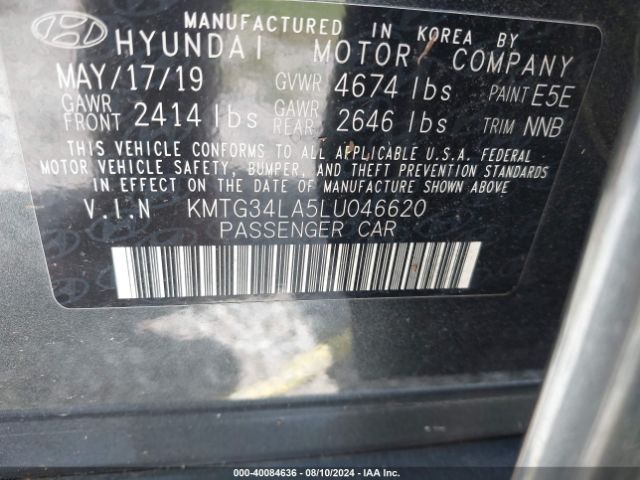 MANUFACTURED IN KOREA BY
HYUNDAI MOTOR COMPANY
MAY/17/19 GVWR 4674 lbs PAINT E5E
GAWR FRONT 2414 lbs GAWR REAR 2646 lbs TRIM NNB
THIS VEHICLE CONFORMS TO ALL APPLICABLE U.S.A. FEDERAL
MOTOR VEHICLE SAFETY, BUMPER, AND THEFT PREVENTION STANDARDS
IN EFFECT ON THE DATE OF MANUFACTURE SHOWN ABOVE
V.I.N KMTG34LA5LU046620
PASSENGER CAR
000-40084636 - 08/10/2024 - IAA Inc.